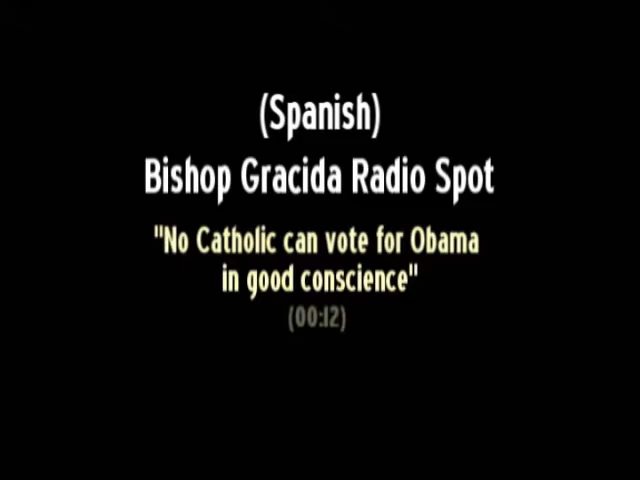 (Spanish)
Bishop Gracida Radio Spot
"No Catholic can vote for Obama
in good conscience"
(00:12)